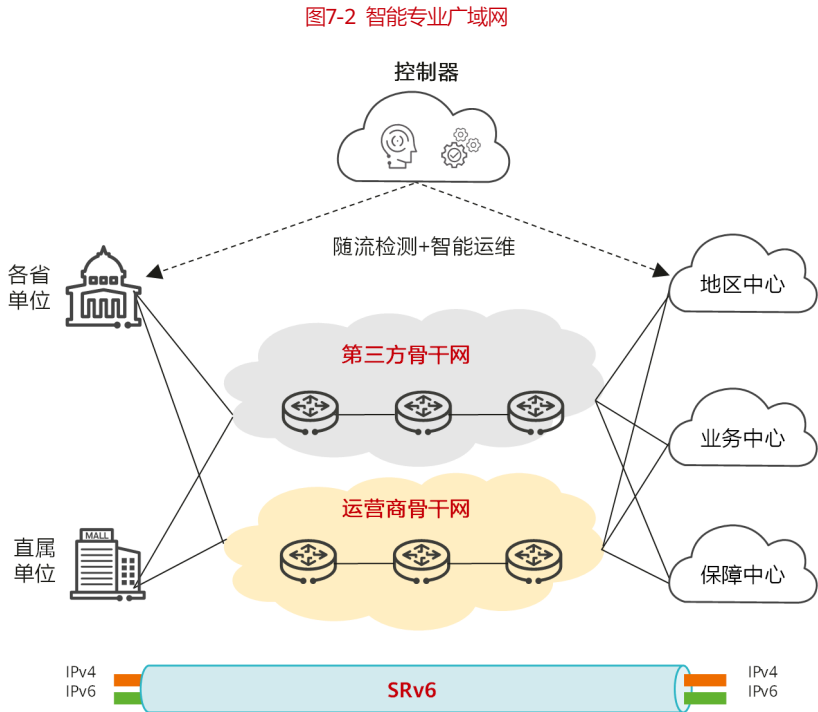 图7-2 智能专业广域网
控制器
随流检测+智能运维
各省
单位
地区中心
第三方骨干网
业务中心
运营商骨干网
MALL
直属
单位
保障中心
IPv4
IPv6
SRv6
IPv4
IPv6